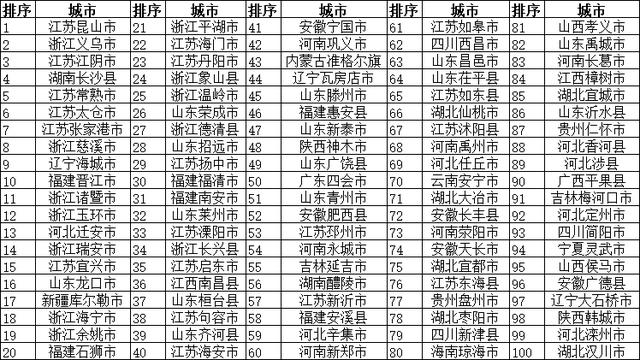 排序 城市 排序 城市 排序 城市 排序 城市 排序 城市
1 江苏昆山市 21 浙江平湖市 41 安徽宁国市 61 江苏如皋市 81 山西孝义市
2 浙江义乌市 22 江苏海门市 42 河南巩义市 62 四川西昌市 82 山东禹城市
3 江苏江阴市 23 江苏丹阳市 43 内蒙古准格尔旗 63 山东昌邑市 83 河南长葛市
4 湖南长沙县 24 浙江象山县 44 辽宁瓦房店市 64 山东茌平县 84 江西樟树市
5 江苏常熟市 25 浙江温岭市 45 山东滕州市 65 江苏如东县 85 湖北宜城市
6 江苏太仓市 26 山东荣成市 46 福建惠安县 66 湖北仙桃市 86 山东沂水县
7 江苏张家港市 27 浙江德清县 47 山东新泰市 67 江苏沭阳县 87 贵州仁怀市
8 浙江慈溪市 28 山东招远市 48 陕西神木市 68 河南禹州市 88 河北香河县
9 辽宁海城市 29 江苏扬中市 49 山东广饶县 69 河北任丘市 89 河北涉县
10 福建晋江市 30 福建福清市 50 广东四会市 70 云南安宁市 90 广西平果县
11 浙江诸暨市 31 福建南安市 51 山东青州市 71 湖北大冶市 91 吉林梅河口市
12 浙江玉环市 32 山东莱州市 52 安徽肥西县 72 安徽长丰县 92 河北定州市
13 河北迁安市 33 江苏溧阳市 53 江苏邳州市 73 河南荥阳市 93 四川简阳市
14 浙江瑞安市 34 浙江长兴县 54 河南永城市 74 安徽天长市 94 宁夏灵武市
15 江苏宜兴市 35 江苏启东市 55 吉林延吉市 75 湖北宜都市 95 山西侯马市
16 山东龙口市 36 江西南昌县 56 湖南醴陵市 76 江苏东海县 96 安徽广德县
17 新疆库尔勒市 37 山东桓台县 57 江苏新沂市 77 贵州盘州市 97 辽宁大石桥市
18 浙江海宁市 38 江苏句容市 58 福建安溪县 78 湖北枣阳市 98 陕西韩城市
19 浙江余姚市 39 山东齐河县 59 河北辛集市 79 四川新津县 99 河北滦州市
20 福建石狮市 40 江苏海安市 60 河南新郑市 80 海南琼海市 100 湖北汉川市